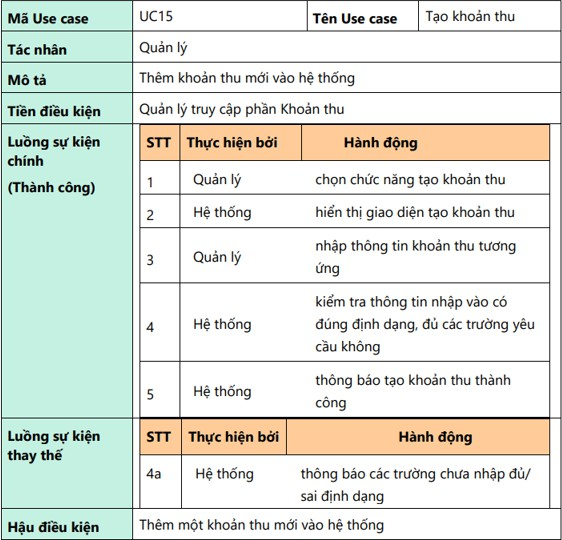 Mã Use case UC15 Tên Use case Tạo khoản thu
Tác nhân Quản lý
Mô tả Thêm khoản thu mới vào hệ thống
Tiền điều kiện Quản lý truy cập phần Khoản thu
Luồng sự kiện
chính
(Thành công)
STT Thực hiện bởi Hành động
1 Quản lý chọn chức năng tạo khoản thu
2 Hệ thống hiển thị giao diện tạo khoản thu
3 Quản lý nhập thông tin khoản thu tương
ứng
4 Hệ thống kiểm tra thông tin nhập vào có
đúng định dạng, đủ các trường yêu
cầu không
5 Hệ thống thông báo tạo khoản thu thành
công
Luồng sự kiện
thay thế
STT Thực hiện bởi Hành động
4a Hệ thống thông báo các trường chưa nhập đủ/
sai định dạng
Hậu điều kiện Thêm một khoản thu mới vào hệ thống